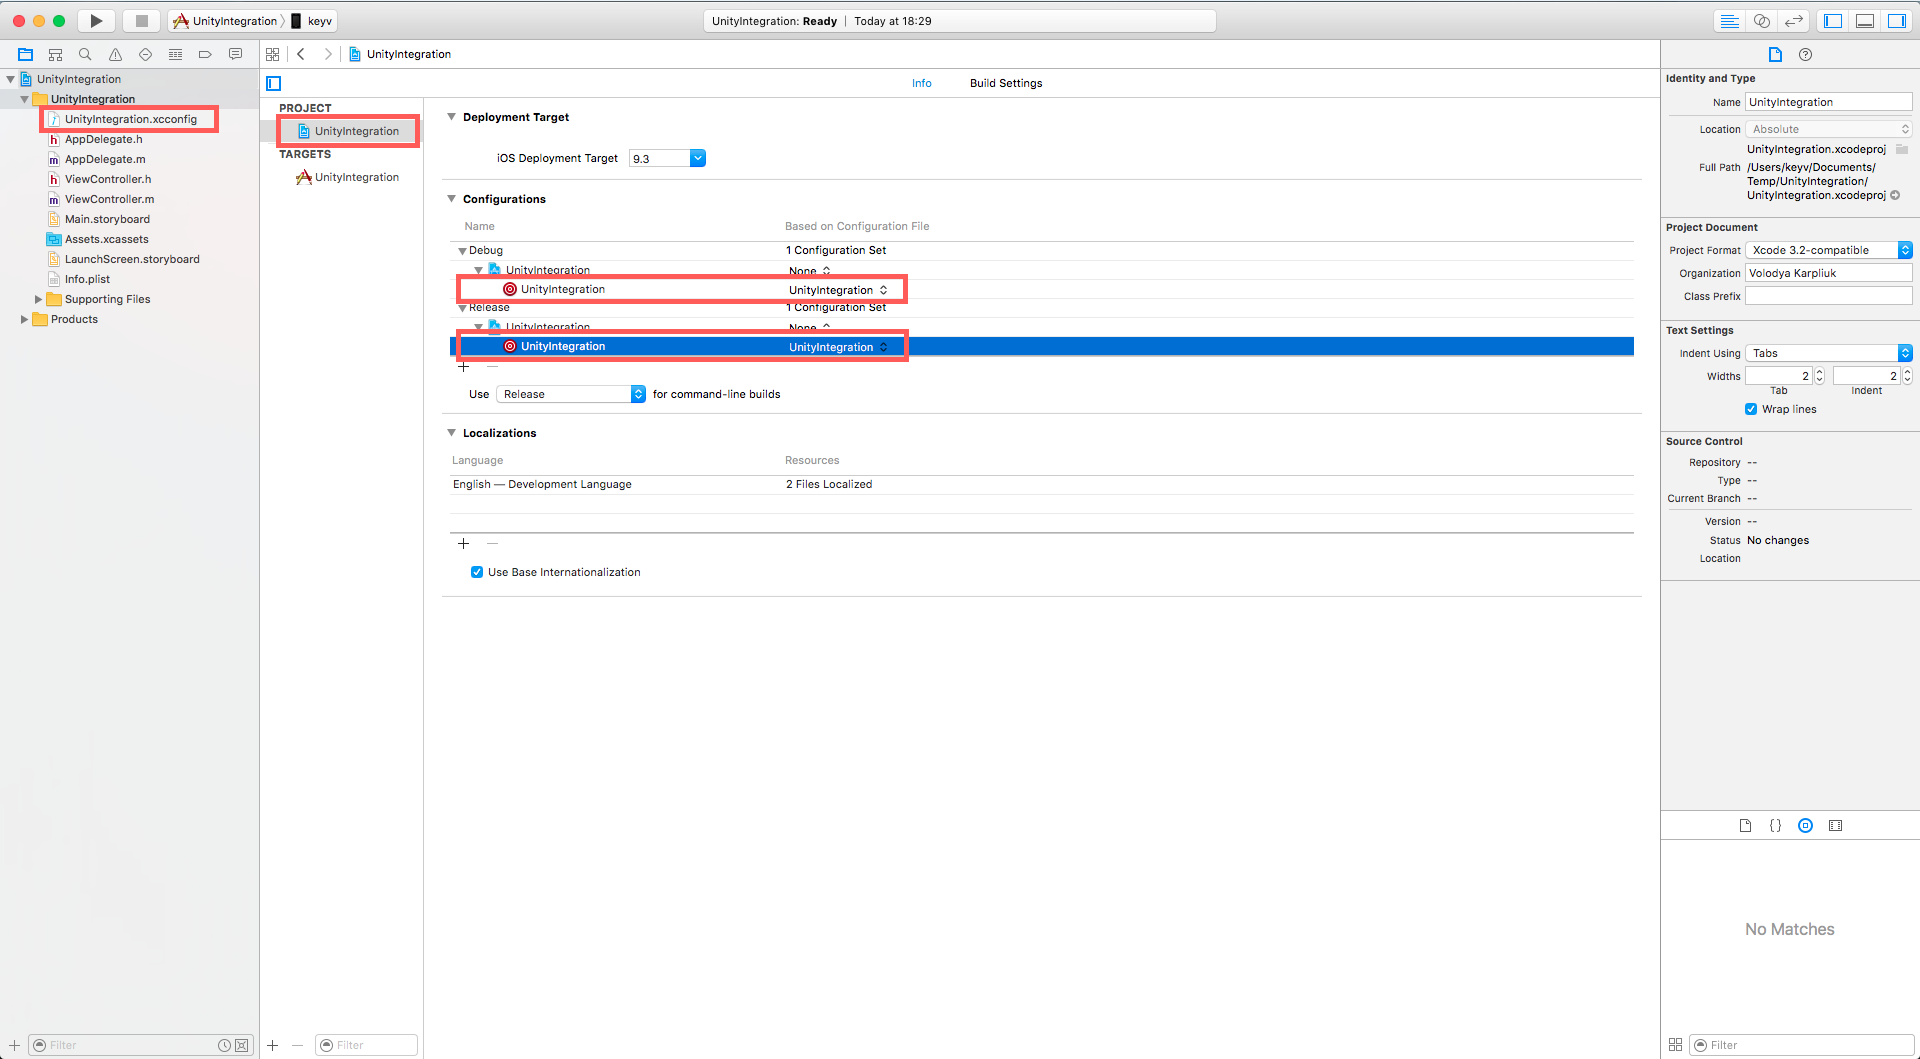 UnityIntegration
keyv
UnityIntegration: Ready
Today at 18:29
UnityIntegration
UnityIntegration
UnityIntegration.xcconfig
AppDelegate.h
AppDelegate.m
ViewController.h
ViewController.m
Main.storyboard
Assets.xcassets
LaunchScreen.storyboard
Info.plist
Supporting Files
Products
Filter
UnityIntegration
Info
Build Settings
PROJECT
UnityIntegration
TARGETS
UnityIntegration
Filter
Deployment Target
iOS Deployment Target 9.3
Configurations
Name Based on Configuration File
Debug 1 Configuration Set
UnityIntegration None
UnityIntegration UnityIntegration
Release 1 Configuration Set
UnityIntegration None
UnityIntegration UnityIntegration
Use Release for command-line builds
Localizations
Language Resources
English — Development Language 2 Files Localized
Use Base Internationalization
Identity and Type
Name UnityIntegration
Location Absolute
UnityIntegration.xcodeproj
Full Path /Users/keyv/Documents/
Temp/UnityIntegration/
UnityIntegration.xcodeproj
Project Document
Project Format Xcode 3.2-compatible
Organization Volodya Karpliuk
Class Prefix
Text Settings
Indent Using Tabs
Widths 2 2
Tab Indent
Wrap lines
Source Control
Repository --
Type --
Current Branch --
Version --
Status No changes
Location
No Matches
Filter